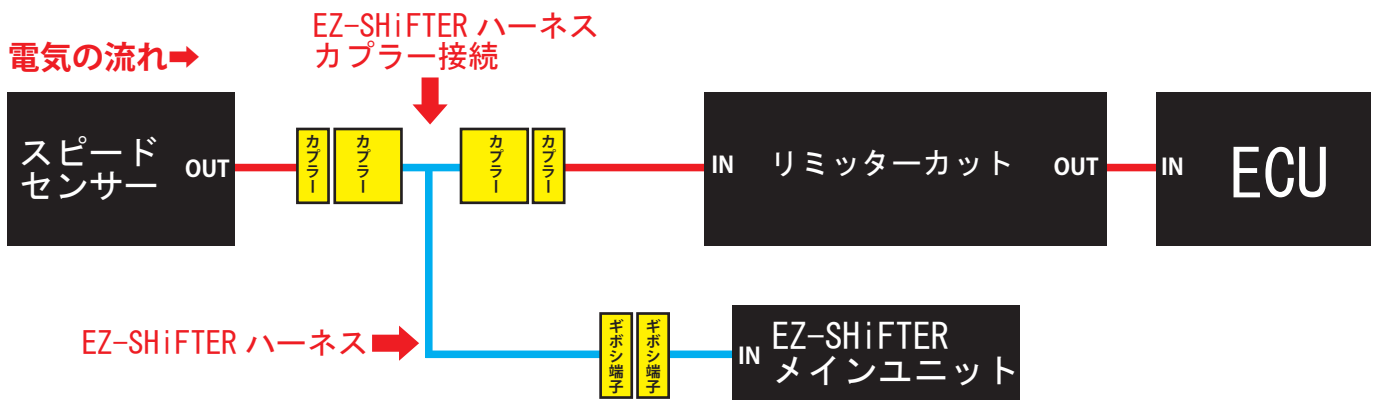 EZ-SHiFTER ハーネス
カプラー接続
電気の流れ➡
スピード
センサー
OUT
カプラー
カプラー
カプラー
カプラー
IN
リミッターカット
OUT
IN
ECU
EZ-SHiFTER ハーネス
ギボシ端子
ギボシ端子
IN
EZ-SHiFTER
メインユニット